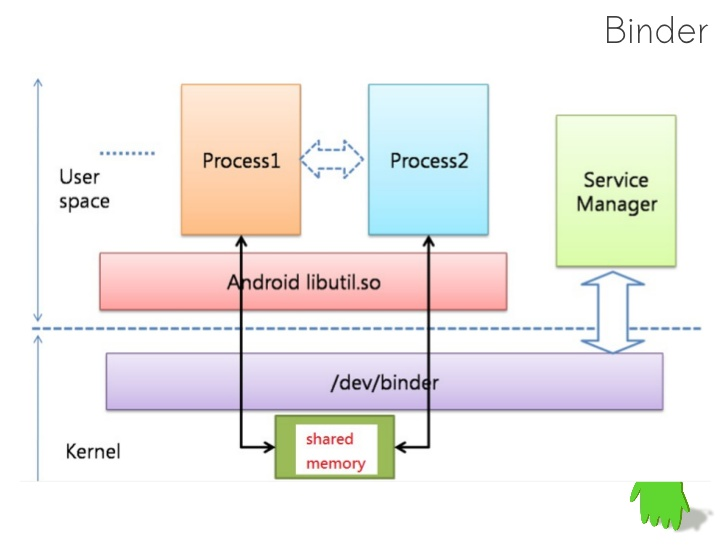 Binder
Process1
Process2
Service
Manager
User
space
Android libutil.so
/dev/binder
Kernel
shared
memory